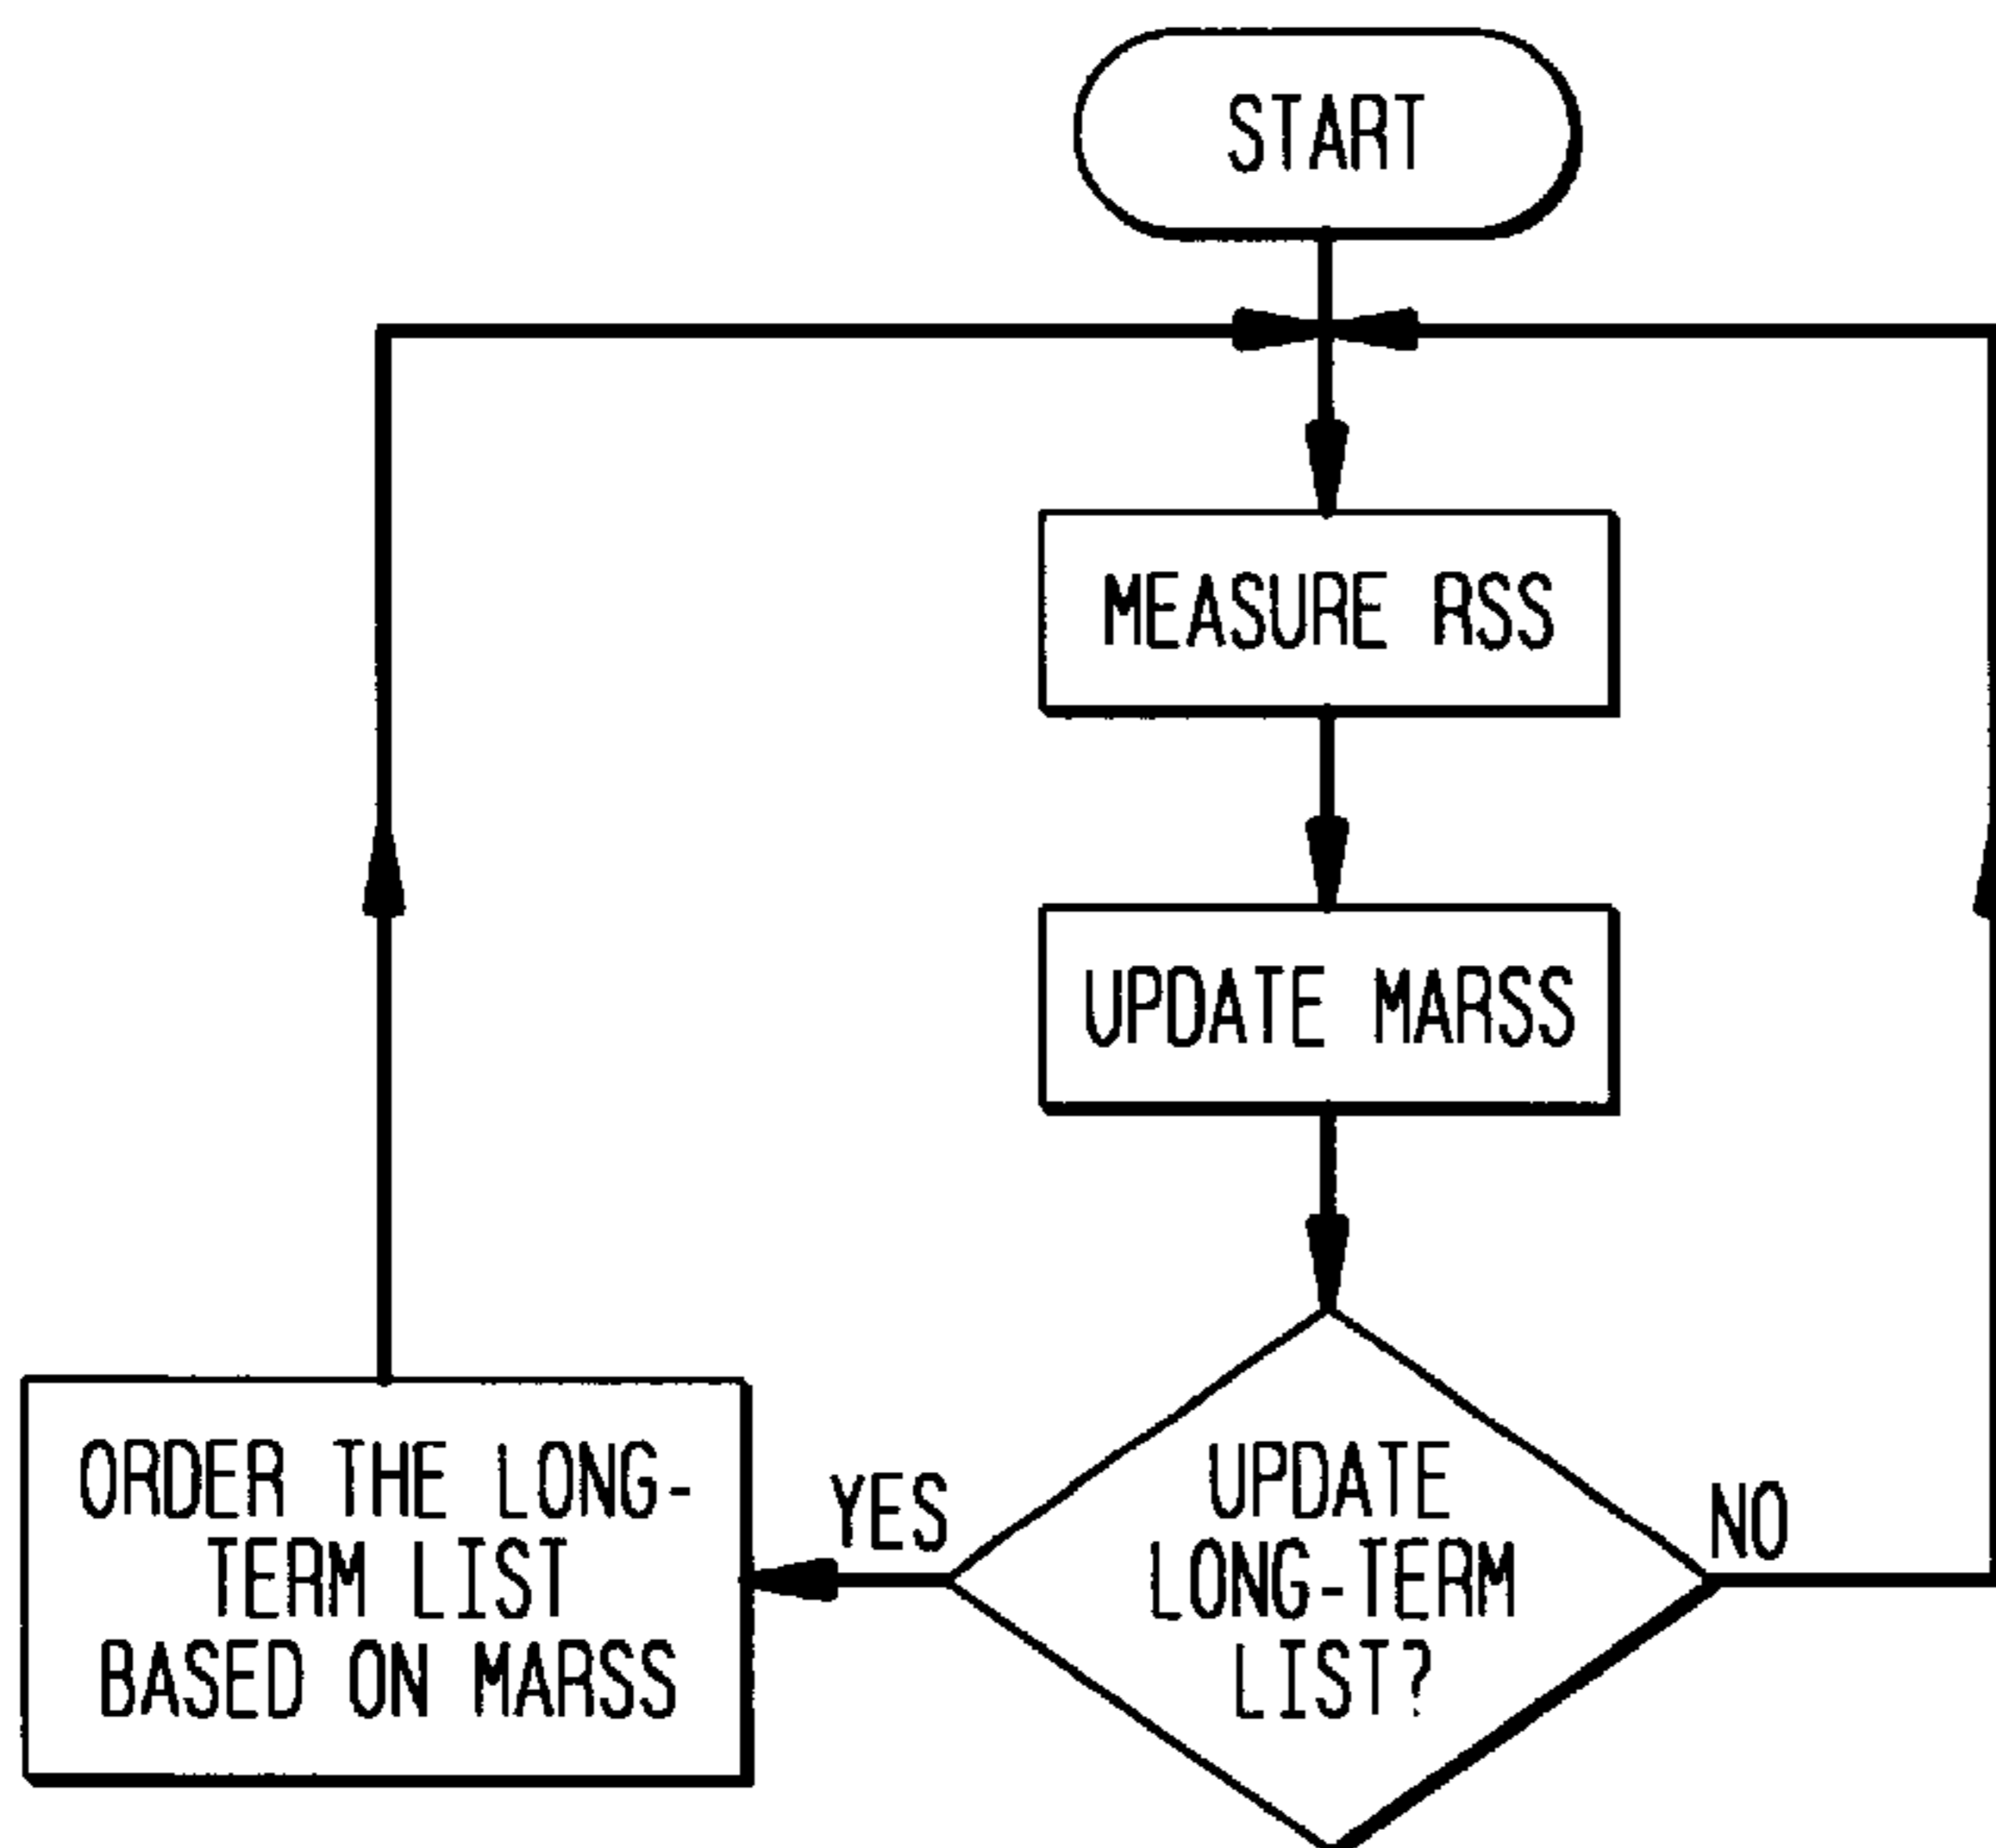 START
MEASURE RSS
UPDATE MARSS
UPDATE
LONG-TERM
LIST?
YES
NO
ORDER THE LONG-
TERM LIST
BASED ON MARSS